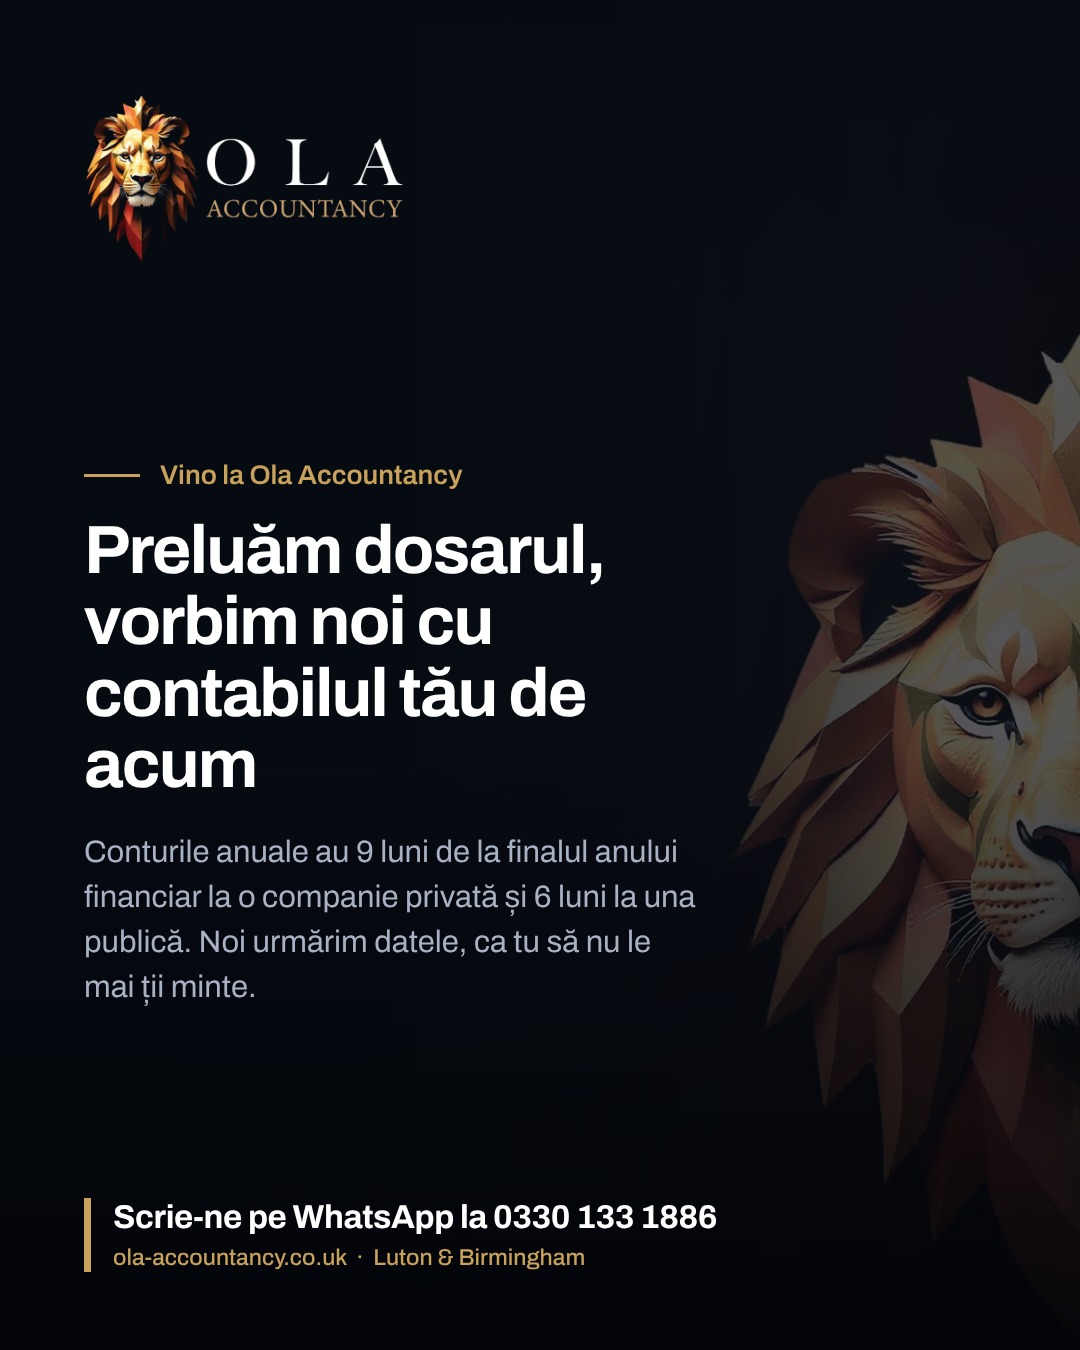 OLA
ACCOUNTANCY
Vino la Ola Accountancy
Preluăm dosarul,
vorbim noi cu
contabilul tău de
acum
Conturile anuale au 9 luni de la finalul anului
financiar la o companie privată și 6 luni la una
publică. Noi urmărim datele, ca tu să nu le
mai ții minte.
Scrie-ne pe WhatsApp la 0330 133 1886
ola-accountancy.co.uk · Luton & Birmingham